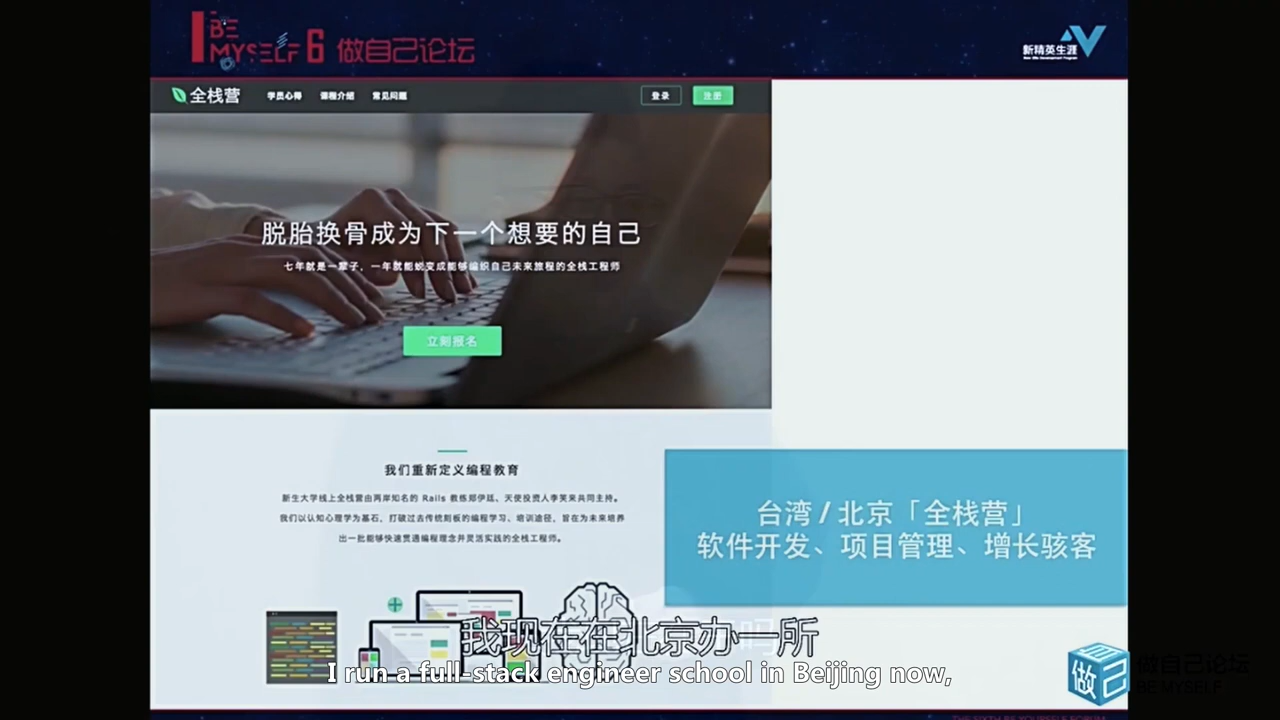 BE
MYSELF 6 做自己论坛
新精英生涯
New Elite Development Program
全栈营 学员心得 课程介绍 常见问题 登录 注册
脱胎换骨成为下一个想要的自己
七年就是一辈子，一年就能蜕变成能够编织自己未来旅程的全栈工程师
立刻报名
我们重新定义编程教育
新生大学线上全栈营由两岸知名的 Rails 教练郑伊廷、天使投资人李笑来共同主持。
我们以认知心理学为基石，打破过去传统刻板的编程学习、培训途径，旨在为未来培养
出一批能够快速贯通编程理念并灵活实践的全栈工程师。
台湾 / 北京「全栈营」
软件开发、项目管理、增长骇客
我现在在北京办一所
I run a full-stack engineer school in Beijing now,
做自己
做自己论坛
BE MYSELF